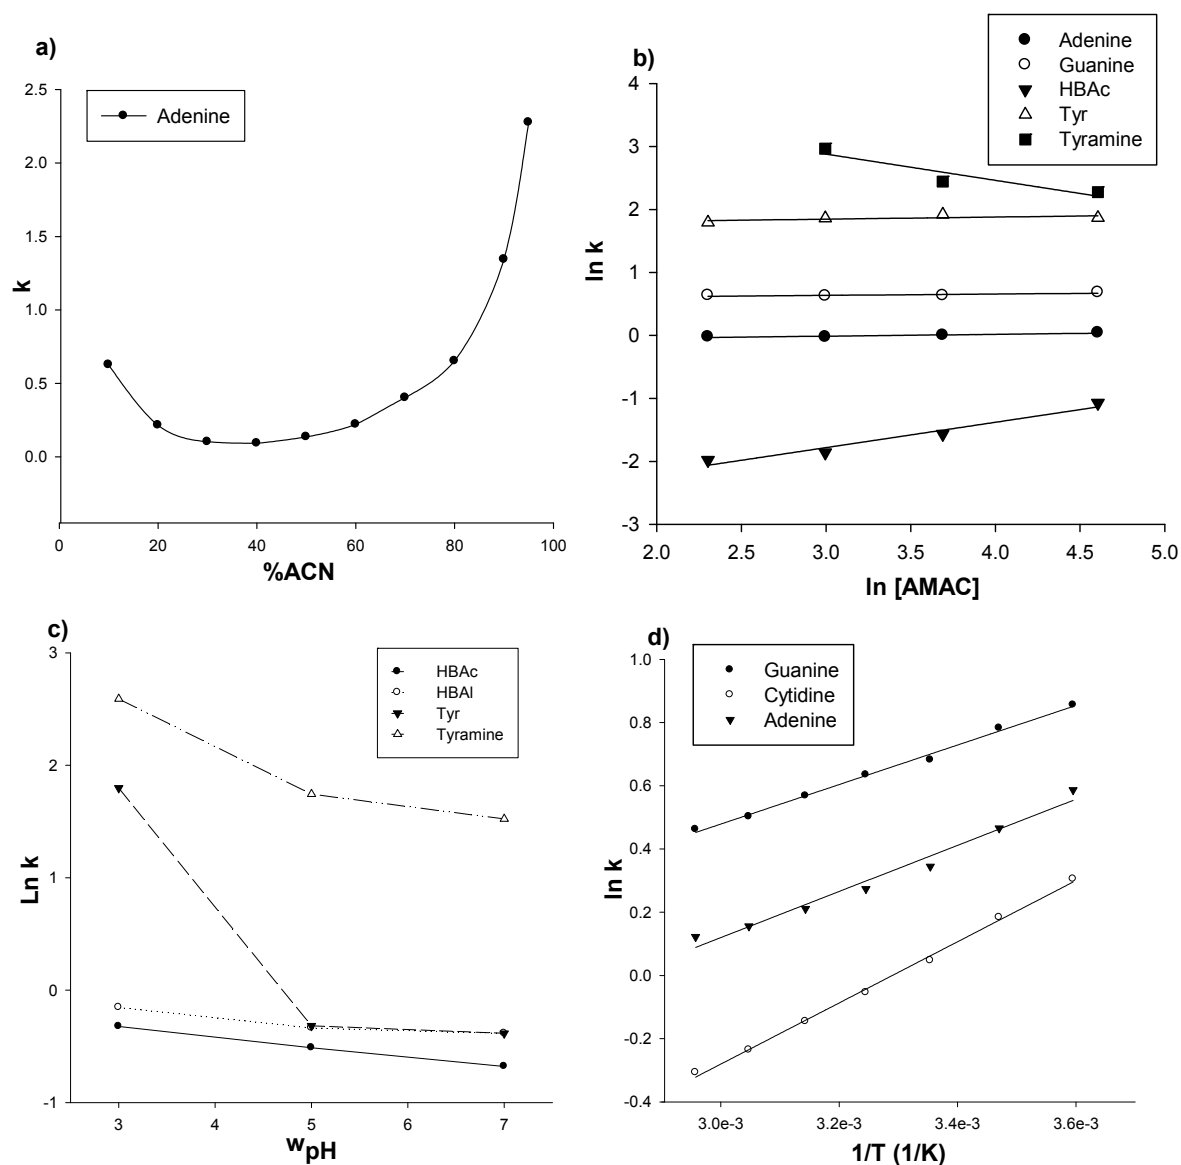 a)
2.5
2.0
1.5
1.0
0.5
0.0
k
0 20 40 60 80 100
%ACN
Adenine
b)
Adenine
Guanine
HBAc
Tyr
Tyramine
4
3
2
1
0
-1
-2
-3
ln k
2.0 2.5 3.0 3.5 4.0 4.5 5.0
ln [AMAC]
c)
HBAc
HBAl
Tyr
Tyramine
3
2
1
0
-1
Ln k
3 4 5 6 7
wpH
d)
Guanine
Cytidine
Adenine
1.0
0.8
0.6
0.4
0.2
0.0
-0.2
-0.4
ln k
3.0e-3 3.2e-3 3.4e-3 3.6e-3
1/T (1/K)